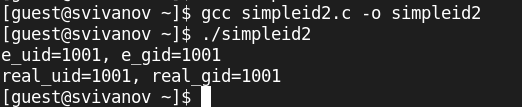 [guest@svivanov ~]$ gcc simpleid2.c -o simpleid2
[guest@svivanov ~]$ ./simpleid2
e_uid=1001, e_gid=1001
real_uid=1001, real_gid=1001
[guest@svivanov ~]$